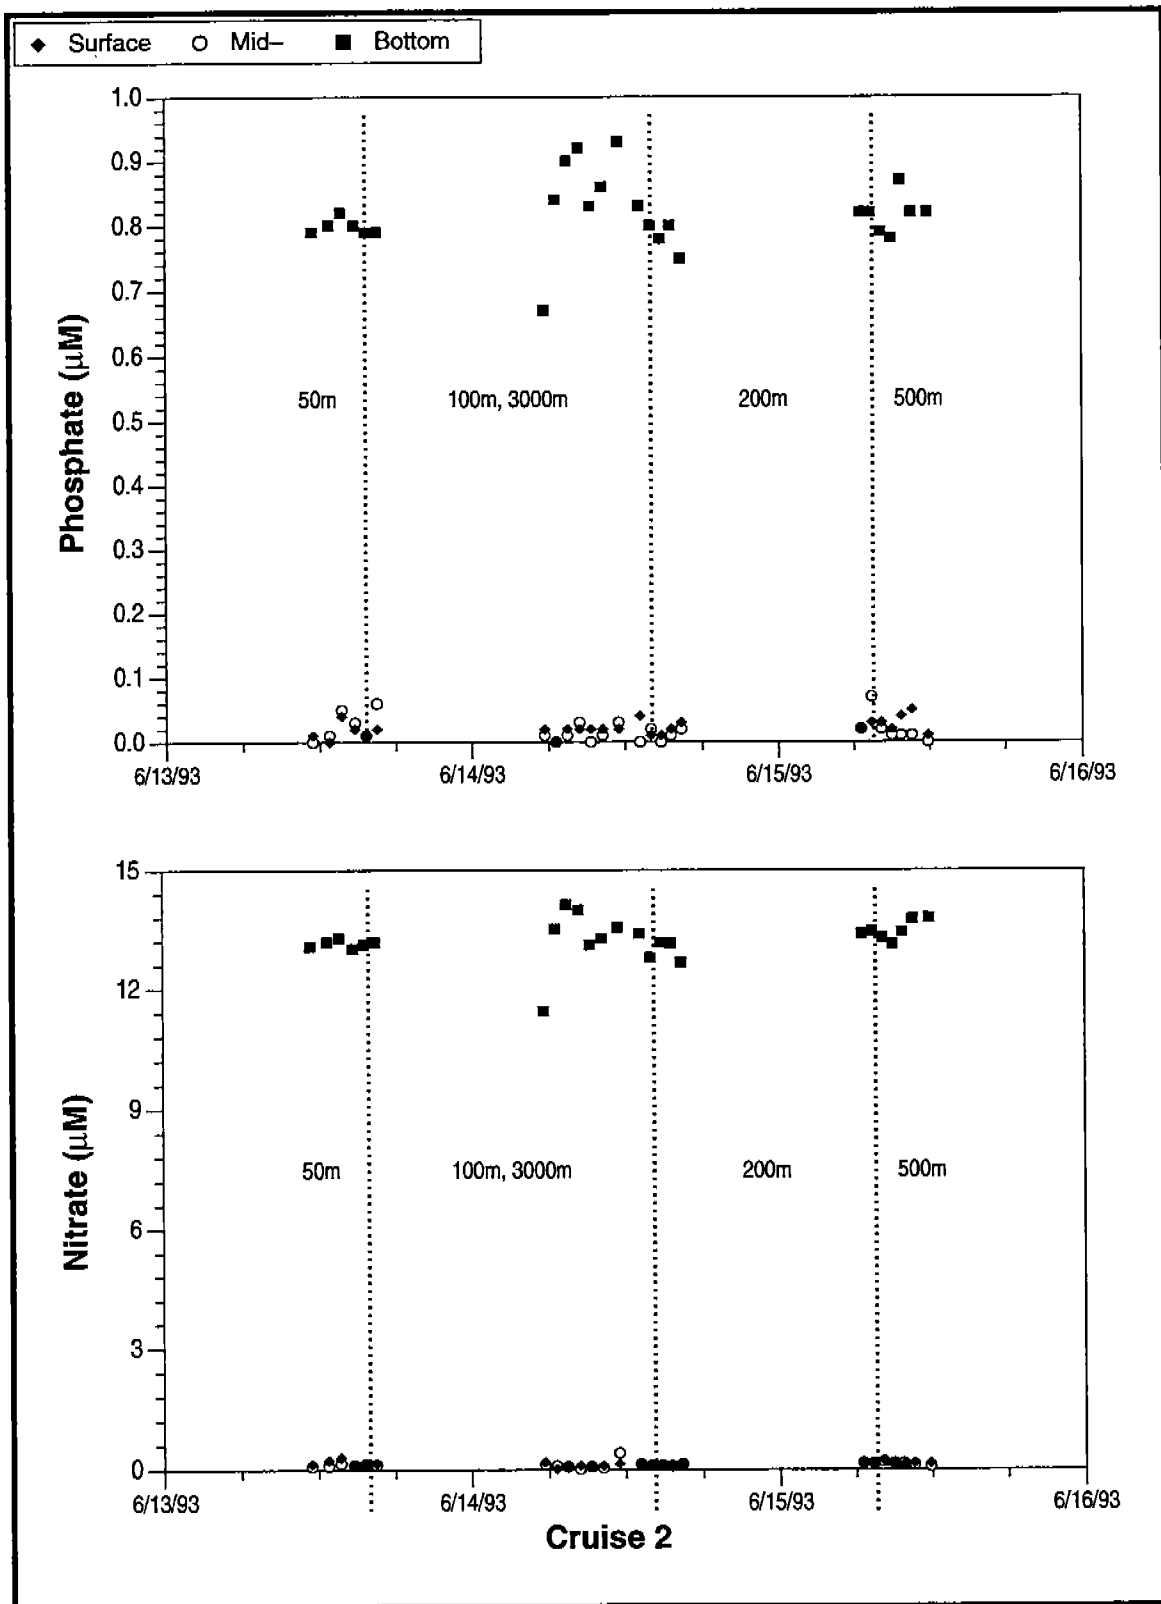 Surface Mid– Bottom
1.0
0.9
0.8
0.7
0.6
0.5
0.4
0.3
0.2
0.1
0.0
Phosphate (μM)
50m 100m, 3000m 200m 500m
6/13/93 6/14/93 6/15/93 6/16/93
15
12
9
6
3
0
Nitrate (μM)
50m 100m, 3000m 200m 500m
6/13/93 6/14/93 6/15/93 6/16/93
Cruise 2